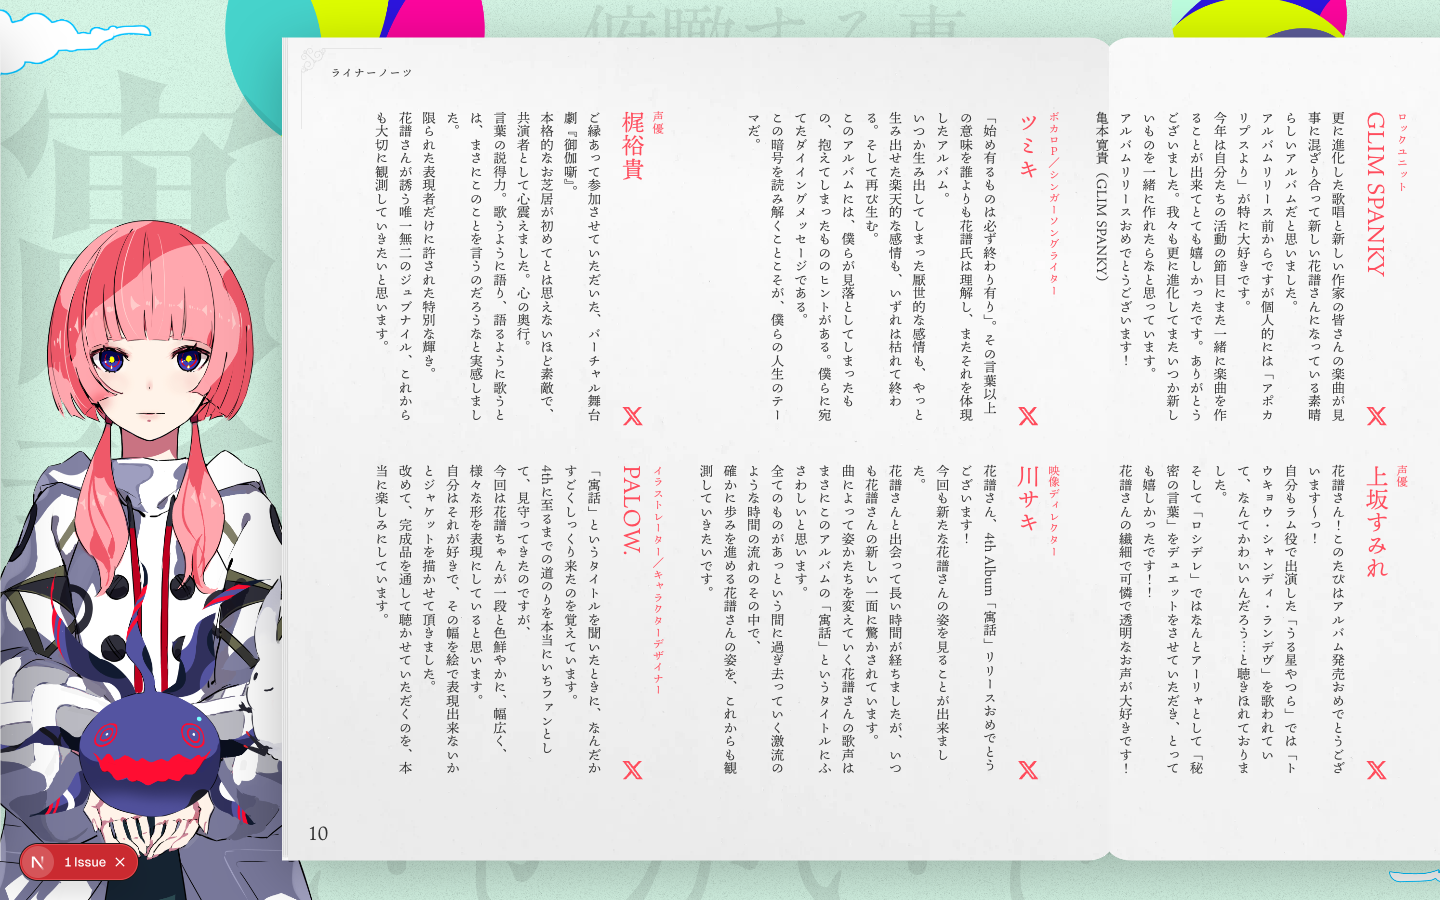 俯瞰する東
ライナーノーツ
ロックユニット
GLIM SPANKY
更に進化した歌唱と新しい作家の皆さんの楽曲が見
事に混ざり合って新しい花譜さんになっている素晴
らしいアルバムだと思いました。
アルバムリリース前からですが個人的には「アポカ
リプスより」が特に大好きです。
今年は自分たちの活動の節目にまた一緒に楽曲を作
ることが出来てとても嬉しかったです。ありがとう
ございました。我々も更に進化してまたいつか新し
いものを一緒に作れたらなと思っています。
アルバムリリースおめでとうございます！
亀本寛貴（GLIM SPANKY）
声優
上坂すみれ
花譜さん！このたびはアルバム発売おめでとうござ
います〜っ！
自分もラム役で出演した「うる星やつら」では「ト
ウキョウ・シャンディ・ランデヴ」を歌われてい
て、なんてかわいいんだろう…と聴きほれておりま
した。
そして「ロシデレ」ではなんとアーリャとして「秘
密の言葉」をデュエットをさせていただき、とって
も嬉しかったです！！
花譜さんの繊細で可憐で透明なお声が大好きです！
ボカロP／シンガーソングライター
ツミキ
「始め有るものは必ず終わり有り」。その言葉以上
の意味を誰よりも花譜氏は理解し、またそれを体現
したアルバム。
いつか生み出してしまった厭世的な感情も、やっと
生み出せた楽天的な感情も、いずれは枯れて終わ
る。そして再び生む。
このアルバムには、僕らが見落としてしまったも
の、抱えてしまったもののヒントがある。僕らに宛
てたダイイングメッセージである。
この暗号を読み解くことこそが、僕らの人生のテー
マだ。
映像ディレクター
川サキ
花譜さん、4th Album「寓話」リリースおめでとう
ございます！
今回も新たな花譜さんの姿を見ることが出来まし
た。
花譜さんと出会って長い時間が経ちましたが、いつ
も花譜さんの新しい一面に驚かされています。
曲によって姿かたちを変えていく花譜さんの歌声は
まさにこのアルバムの「寓話」というタイトルにふ
さわしいと思います。
全てのものがあっという間に過ぎ去っていく激流の
ような時間の流れのその中で、
確かに歩みを進める花譜さんの姿を、これからも観
測していきたいです。
声優
梶裕貴
ご縁あって参加させていただいた、バーチャル舞台
劇『御伽噺』。
本格的なお芝居が初めてとは思えないほど素敵で、
共演者として心震えました。心の奥行。
言葉の説得力。歌うように語り、語るように歌うと
は、まさにこのことを言うのだろうなと実感しまし
た。
限られた表現者だけに許された特別な輝き。
花譜さんが誘う唯一無二のジュブナイル、これから
も大切に観測していきたいと思います。
イラストレーター／キャラクターデザイナー
PALOW.
「寓話」というタイトルを聞いたときに、なんだか
すごくしっくり来たのを覚えています。
4thに至るまでの道のりを本当にいちファンとし
て、見守ってきたのですが、
今回は花譜ちゃんが一段と色鮮やかに、幅広く、
様々な形を表現にしていると思います。
自分はそれが好きで、その幅を絵で表現出来ないか
とジャケットを描かせて頂きました。
改めて、完成品を通して聴かせていただくのを、本
当に楽しみにしています。
10
N
1 Issue